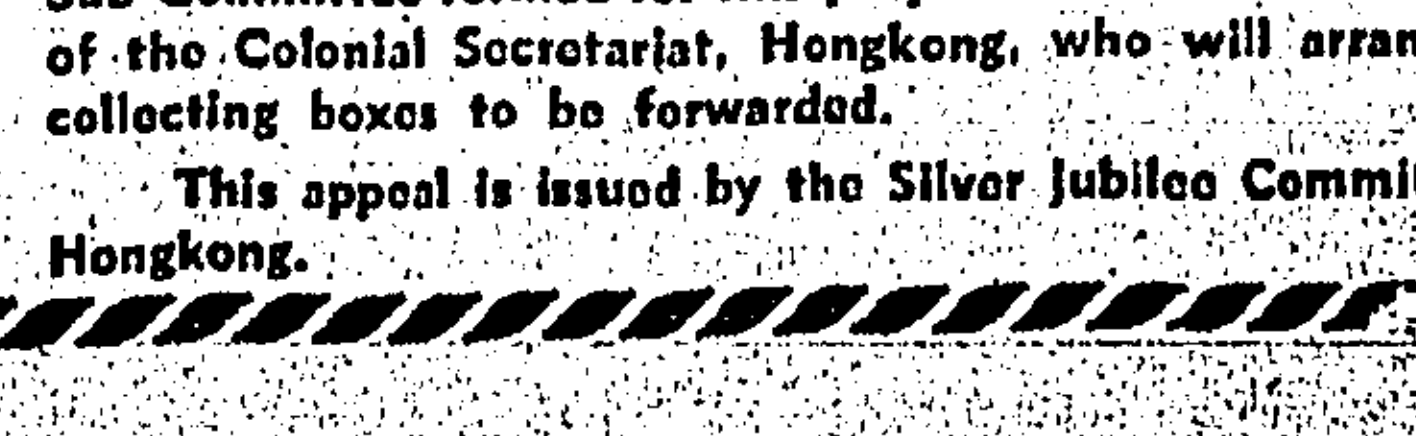 of the Colonial Secretariat, Hongkong, who will
collecting boxes to be forwarded.
This appeal is issued by the Silver Jubilee
Hongkong.